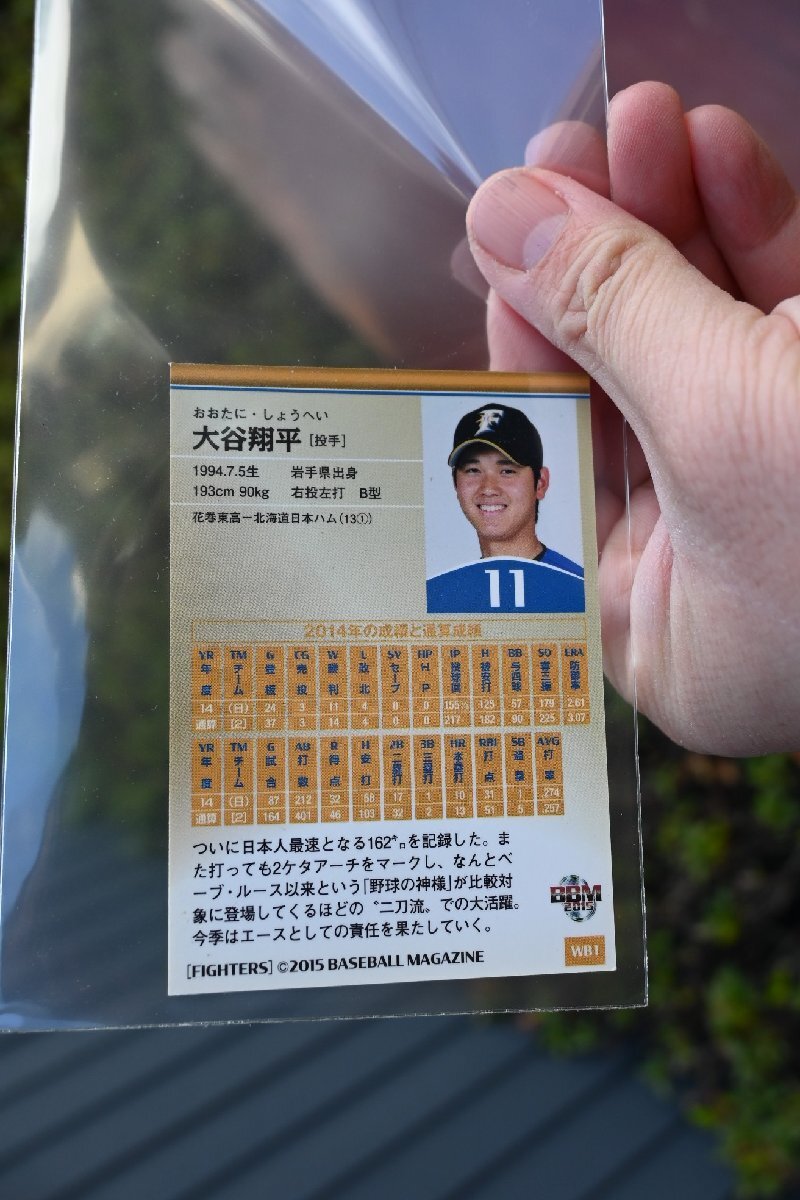 おおたに・しょうへい
大谷翔平 [投手]
1994.7.5生 岩手県出身
193cm 90kg 右投左打 B型
花巻東高ー北海道日本ハム(13①)
F
11
2014年の成績と通算成績
YR TM G CG W L SV HP IP H BB SO ERA
年度 チーム 登板 完投 勝利 敗北 セーブ HP 投球回 被安打 与四球 奪三振 防御率
14 (日) 24 3 11 4 0 0 155⅓ 125 57 179 2.61
通算 [2] 37 3 14 4 0 0 217 182 90 225 3.07
YR TM G AB R H 2B 3B HR RBI SB AVG
年度 チーム 試合 打数 得点 安打 二塁打 三塁打 本塁打 打点 盗塁 打率
14 (日) 87 212 32 58 17 1 10 31 1 .274
通算 [2] 164 401 46 103 32 2 13 51 5 .257
ついに日本人最速となる162㌔を記録した。ま
た打っても2ケタアーチをマークし、なんとベ
ーブ・ルース以来という「野球の神様」が比較対
象に登場してくるほどの〝二刀流〟での大活躍。
今季はエースとしての責任を果たしていく。
BBM
2015
WB1
[FIGHTERS] ©2015 BASEBALL MAGAZINE